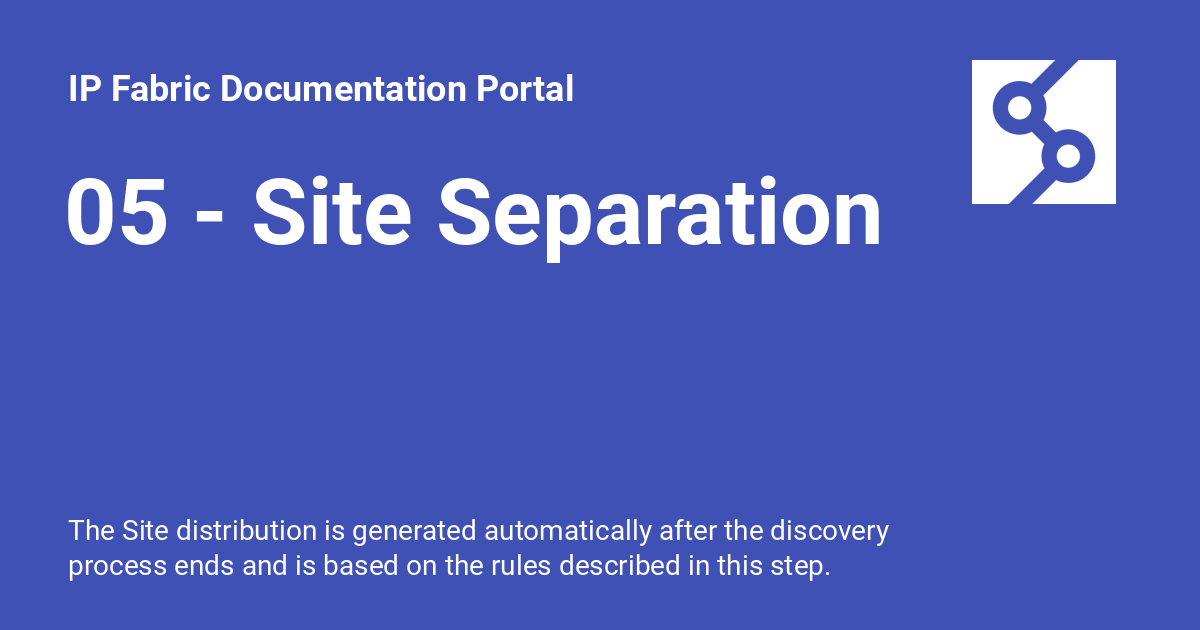 IP Fabric Documentation Portal
05 - Site Separation
The Site distribution is generated automatically after the discovery
process ends and is based on the rules described in this step.